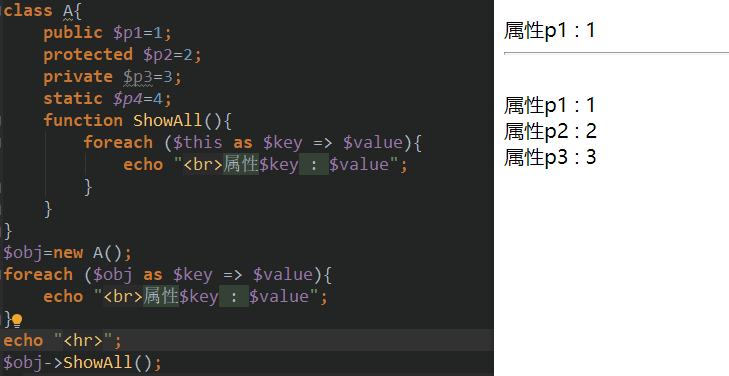 class A{
    public $p1=1;
    protected $p2=2;
    private $p3=3;
    static $p4=4;
    function ShowAll(){
        foreach ($this as $key => $value){
            echo "<br>属性$key : $value";
        }
    }
}
$obj=new A();
foreach ($obj as $key => $value){
    echo "<br>属性$key : $value";
}
echo "<hr>";
$obj->ShowAll();
属性p1 : 1
属性p1 : 1
属性p2 : 2
属性p3 : 3